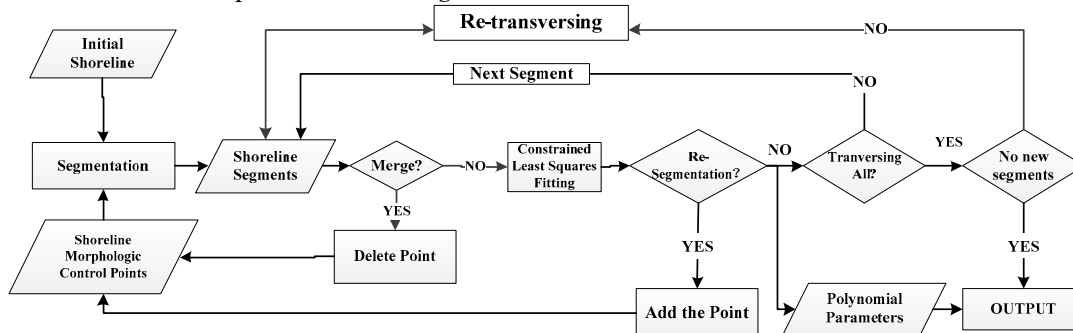 Re-transversing
NO
Initial
Shoreline
Next Segment
NO
Segmentation
Shoreline
Segments
Merge?
NO
Constrained
Least Squares
Fitting
Re-
Segmentation?
NO
Tranversing
All?
YES
No new
segments
YES
YES
YES
Shoreline
Morphologic
Control Points
Delete Point
Add the Point
Polynomial
Parameters
OUTPUT